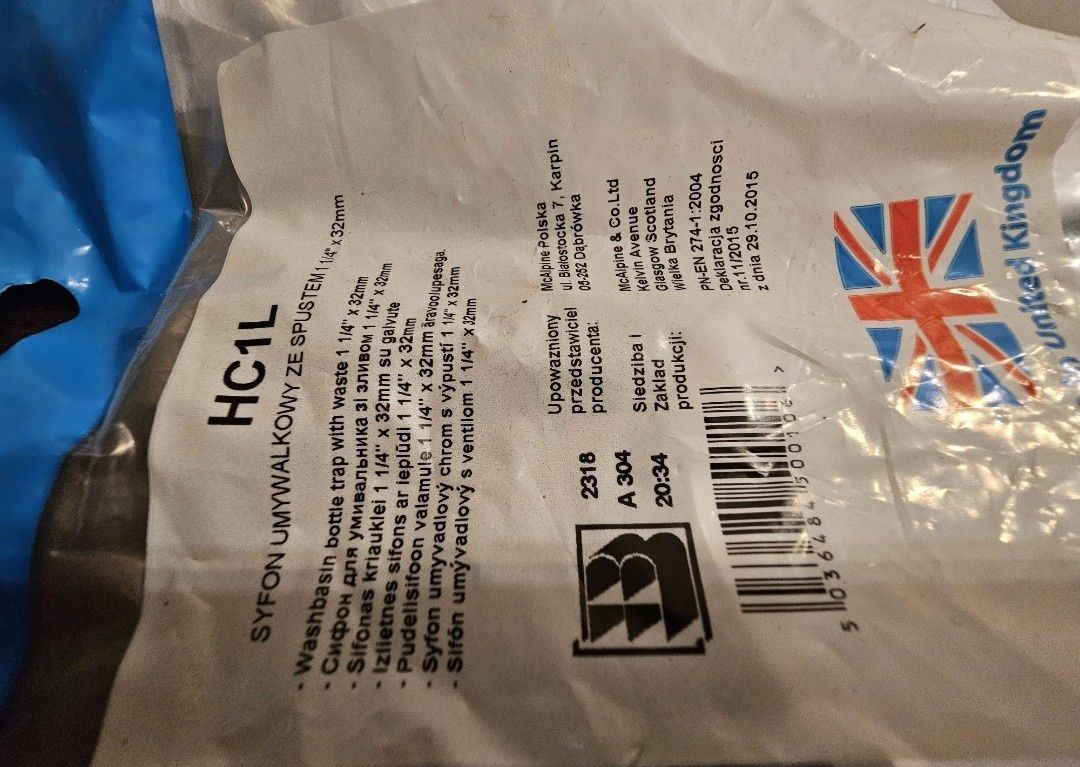 HC1L
SYFON UMYWALKOWY ZE SPUSTEM 1 1/4" x 32mm
- Washbasin bottle trap with waste 1 1/4" x 32mm
- Сифон для умивальника зі зливом 1 1/4" x 32mm
- Sifonas kriauklei 1 1/4" x 32mm su galvute
- Izlietnes sifons ar ieplūdi 1 1/4" x 32mm
- Pudelisifoon valamule 1 1/4" x 32mm äravoolupesaga.
- Syfon umyvadlový chrom s výpustí 1 1/4" x 32mm
- Sifón umývadlový s ventilom 1 1/4" x 32mm
2318
A 304
20:34
Upoważniony
przedstawiciel
producenta:
McAlpine Polska
ul. Białostocka 7, Karpin
05-252 Dąbrówka
Siedziba i
Zakład
produkcji:
McAlpine & Co.Ltd
Kelvin Avenue
Glasgow Scotland
Wielka Brytania
PN-EN 274-1:2004
Deklaracja zgodnosci
nr.11/2015
z dnia 29.10.2015
5 036484
United Kingdom